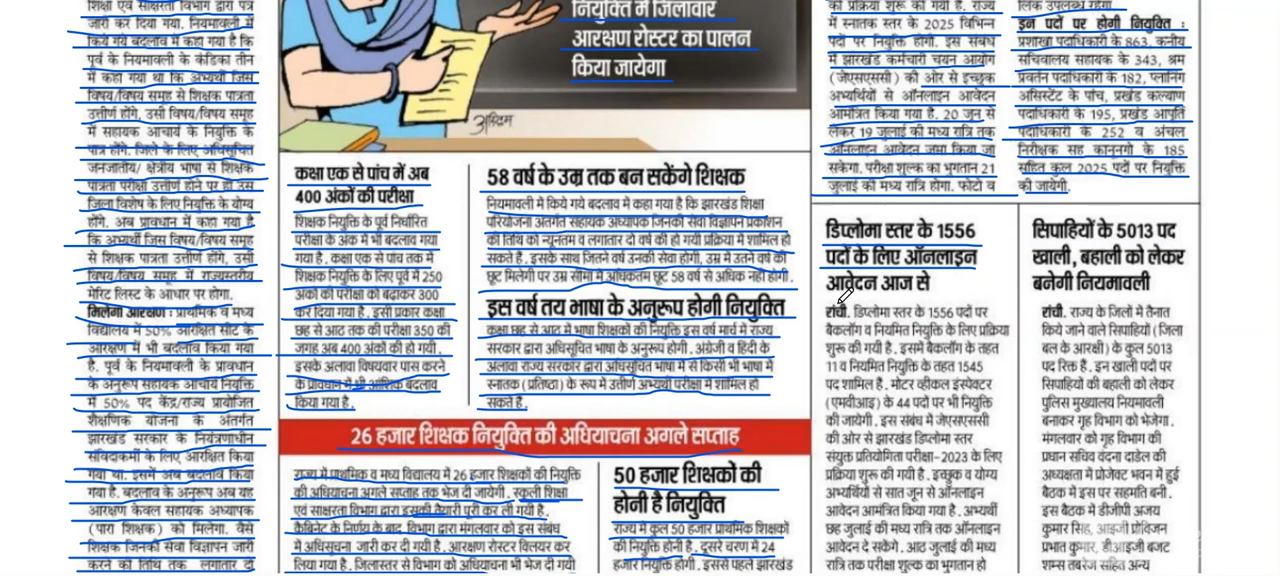 शिक्षा एवं साक्षरता विभाग द्वारा पत्र
जारी कर दिया गया. नियमावली में
किये गये बदलाव में कहा गया है कि
पूर्व के नियमावली के कंडिका तीन
में कहा गया था कि अभ्यर्थी जिस
विषय/विषय समूह से शिक्षक पात्रता
उत्तीर्ण होंगे, उसी विषय/विषय समूह
में सहायक आचार्य के नियुक्ति के
पात्र होंगे. जिले के लिए अधिसूचित
जनजातीय/ क्षेत्रीय भाषा से शिक्षक
पात्रता परीक्षा उत्तीर्ण होने पर ही उस
जिला विशेष के लिए नियुक्ति के योग्य
होंगे. अब प्रावधान में कहा गया है
कि अभ्यर्थी जिस विषय/विषय समूह
से शिक्षक पात्रता उत्तीर्ण होंगे, उसी
विषय/विषय समूह में राज्यस्तरीय
मेरिट लिस्ट के आधार पर होगा.
मिलेगा आरक्षण : प्राथमिक व मध्य
विद्यालय में 50% आरक्षित सीट के
आरक्षण में भी बदलाव किया गया
है. पूर्व के नियमावली के प्रावधान
के अनुरूप सहायक आचार्य नियुक्ति
में 50% पद केंद्र/राज्य प्रायोजित
शैक्षणिक योजना के अंतर्गत
झारखंड सरकार के नियंत्रणाधीन
संविदाकर्मी के लिए आरक्षित किया
गया था. इसमें अब बदलाव किया
गया है. बदलाव के अनुरूप अब यह
आरक्षण केवल सहायक अध्यापक
(पारा शिक्षक) को मिलेगा. वैसे
शिक्षक जिनकी सेवा विज्ञापन जारी
करने की तिथि तक लगातार दो
नियुक्ति में जिलावार
आरक्षण रोस्टर का पालन
किया जायेगा
कक्षा एक से पांच में अब
400 अंकों की परीक्षा
शिक्षक नियुक्ति के पूर्व निर्धारित
परीक्षा के अंक में भी बदलाव गया
गया है. कक्षा एक से पांच तक में
शिक्षक नियुक्ति के लिए पूर्व में 250
अंकों की परीक्षा को बढ़ाकर 300
कर दिया गया है. इसी प्रकार कक्षा
छह से आठ तक की परीक्षा 350 की
जगह अब 400 अंकों की हो गयी.
इसके अलावा विषयवार पास करने
के प्रावधान में भी आंशिक बदलाव
किया गया है.
58 वर्ष के उम्र तक बन सकेंगे शिक्षक
नियमावली में किये गये बदलाव में कहा गया है कि झारखंड शिक्षा
परियोजना अंतर्गत सहायक अध्यापक जिनकी सेवा विज्ञापन प्रकाशन
की तिथि को न्यूनतम व लगातार दो वर्ष की हो गयी प्रक्रिया में शामिल हो
सकते है. इसके साथ जितने वर्ष उनकी सेवा होगी, उम्र में उतने वर्ष की
छूट मिलेगी पर उम्र सीमा में अधिकतम छूट 58 वर्ष से अधिक नहीं होगी.
इस वर्ष तय भाषा के अनुरूप होगी नियुक्ति
कक्षा छह से आठ में भाषा शिक्षकों की नियुक्ति इस वर्ष मार्च में राज्य
सरकार द्वारा अधिसूचित भाषा के अनुरूप होगी. अंग्रेजी व हिंदी के
अलावा राज्य सरकार द्वारा अधिसूचित भाषा में से किसी भी भाषा में
स्नातक (प्रतिष्ठा) के रूप में उत्तीर्ण अभ्यर्थी परीक्षा में शामिल हो
सकते है.
26 हजार शिक्षक नियुक्ति की अधियाचना अगले सप्ताह
राज्य में प्राथमिक व मध्य विद्यालय में 26 हजार शिक्षकों की नियुक्ति
की अधियाचना अगले सप्ताह तक भेज दी जायेगी. स्कूली शिक्षा
एवं साक्षरता विभाग द्वारा इसकी तैयारी पूरी कर ली गयी है.
कैबिनेट के निर्णय के बाद, विभाग द्वारा मंगलवार को इस संबंध
में अधिसूचना जारी कर दी गयी है. आरक्षण रोस्टर क्लियर कर
लिया गया है. जिलास्तर से विभाग को अधियाचना भी भेज दी गयी
50 हजार शिक्षकों की
होनी है नियुक्ति
राज्य में कुल 50 हजार प्राथमिक शिक्षकों
की नियुक्ति होनी है. दूसरे चरण में 24
हजार नियुक्ति होगी. इससे पहले झारखंड
की प्रक्रिया शुरू की गयी है. राज्य
में स्नातक स्तर के 2025 विभिन्न
पदों पर नियुक्ति होगी. इस संबंध
में झारखंड कर्मचारी चयन आयोग
(जेएसएससी) की ओर से इच्छुक
अभ्यर्थियों से ऑनलाइन आवेदन
आमंत्रित किया गया है. 20 जून से
लेकर 19 जुलाई की मध्य रात्रि तक
ऑनलाइन आवेदन जमा किया जा
सकेगा. परीक्षा शुल्क का भुगतान 21
जुलाई को मध्य रात्रि होगा. फोटो व
डिप्लोमा स्तर के 1556
पदों के लिए ऑनलाइन
आवेदन आज से
रांची. डिप्लोमा स्तर के 1556 पदों पर
बैकलॉग व नियमित नियुक्ति के लिए प्रक्रिया
शुरू की गयी है. इसमें बैकलॉग के तहत
11 व नियमित नियुक्ति के तहत 1545
पद शामिल हैं. मोटर व्हीकल इंस्पेक्टर
(एमवीआइ) के 44 पदों पर भी नियुक्ति
की जायेगी. इस संबंध में जेएसएससी
की ओर से झारखंड डिप्लोमा स्तर
संयुक्त प्रतियोगिता परीक्षा-2023 के लिए
प्रक्रिया शुरू की गयी है. इच्छुक व योग्य
अभ्यर्थियों से सात जून से ऑनलाइन
आवेदन आमंत्रित किया गया है. अभ्यर्थी
छह जुलाई की मध्य रात्रि तक ऑनलाइन
आवेदन दे सकेंगे. आठ जुलाई की मध्य
रात्रि तक परीक्षा शुल्क का भुगतान हो
लिंक उपलब्ध रहेगा.
इन पदों पर होगी नियुक्ति :
प्रशाखा पदाधिकारी के 863, कनीय
सचिवालय सहायक के 343, श्रम
प्रवर्तन पदाधिकारी के 182, प्लानिंग
असिस्टेंट के पांच, प्रखंड कल्याण
पदाधिकारी के 195, प्रखंड आपूर्ति
पदाधिकारी के 252 व अंचल
निरीक्षक सह कानूनगो के 185
सहित कुल 2025 पदों पर नियुक्ति
की जायेगी.
सिपाहियों के 5013 पद
खाली, बहाली को लेकर
बनेगी नियमावली
रांची. राज्य के जिलों में तैनात
किये जाने वाले सिपाहियों (जिला
बल के आरक्षी) के कुल 5013
पद रिक्त हैं. इन खाली पदों पर
सिपाहियों की बहाली को लेकर
पुलिस मुख्यालय नियमावली
बनाकर गृह विभाग को भेजेगा.
मंगलवार को गृह विभाग की
प्रधान सचिव वंदना दादेल की
अध्यक्षता में प्रोजेक्ट भवन में हुई
बैठक में इस पर सहमति बनी.
इस बैठक में डीजीपी अजय
कुमार सिंह, आइजी प्रोविजन
प्रभात कुमार, डीआइजी बजट
शम्स तबरेज सहित अन्य